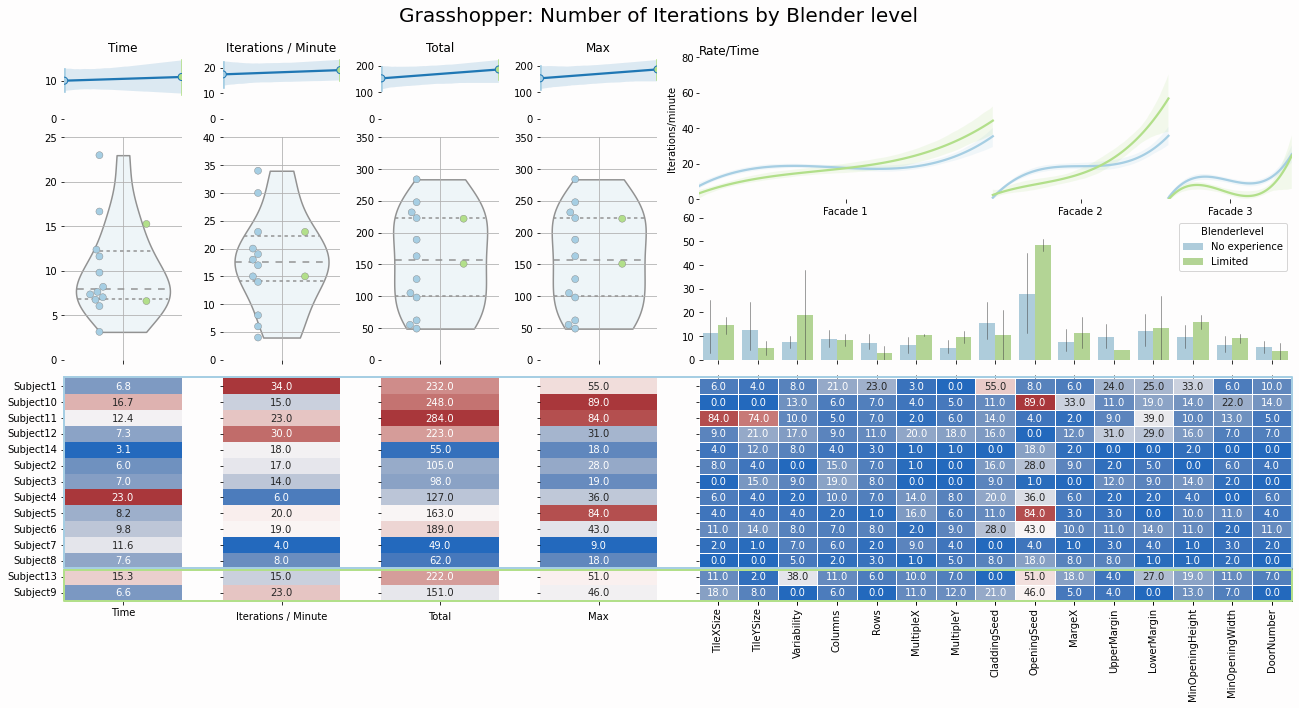 Grasshopper: Number of Iterations by Blender level
Time
Iterations / Minute
Total
Max
Rate/Time
10
0
20
10
0
200
100
0
200
100
0
80
60
40
20
0
Iterations/minute
Facade 1
Facade 2
Facade 3
25
20
15
10
5
0
40
35
30
25
20
15
10
5
0
350
300
250
200
150
100
50
0
350
300
250
200
150
100
50
0
60
50
40
30
20
10
0
Blenderlevel
No experience
Limited
Subject1 6.8 34.0 232.0 55.0 6.0 4.0 8.0 21.0 23.0 3.0 0.0 55.0 8.0 6.0 24.0 25.0 33.0 6.0 10.0
Subject10 16.7 15.0 248.0 89.0 0.0 0.0 13.0 6.0 7.0 4.0 5.0 11.0 89.0 33.0 11.0 19.0 14.0 22.0 14.0
Subject11 12.4 23.0 284.0 84.0 84.0 74.0 10.0 5.0 7.0 2.0 6.0 14.0 4.0 2.0 9.0 39.0 10.0 13.0 5.0
Subject12 7.3 30.0 223.0 31.0 9.0 21.0 17.0 9.0 11.0 20.0 18.0 16.0 0.0 12.0 31.0 29.0 16.0 7.0 7.0
Subject14 3.1 18.0 55.0 18.0 4.0 12.0 8.0 4.0 3.0 1.0 1.0 0.0 18.0 2.0 0.0 0.0 2.0 0.0 0.0
Subject2 6.0 17.0 105.0 28.0 8.0 4.0 0.0 15.0 7.0 1.0 0.0 16.0 28.0 9.0 2.0 5.0 0.0 6.0 4.0
Subject3 7.0 14.0 98.0 19.0 0.0 15.0 9.0 19.0 8.0 0.0 0.0 9.0 1.0 0.0 12.0 9.0 14.0 2.0 0.0
Subject4 23.0 6.0 127.0 36.0 6.0 4.0 2.0 10.0 7.0 14.0 8.0 20.0 36.0 6.0 2.0 2.0 4.0 0.0 6.0
Subject5 8.2 20.0 163.0 84.0 4.0 4.0 4.0 2.0 1.0 16.0 6.0 11.0 84.0 3.0 3.0 0.0 10.0 11.0 4.0
Subject6 9.8 19.0 189.0 43.0 11.0 14.0 8.0 7.0 8.0 2.0 9.0 28.0 43.0 10.0 11.0 14.0 11.0 2.0 11.0
Subject7 11.6 4.0 49.0 9.0 2.0 1.0 7.0 6.0 2.0 9.0 4.0 0.0 4.0 1.0 3.0 4.0 1.0 3.0 2.0
Subject8 7.6 8.0 62.0 18.0 0.0 0.0 5.0 2.0 3.0 1.0 5.0 8.0 18.0 8.0 8.0 1.0 1.0 2.0 0.0
Subject13 15.3 15.0 222.0 51.0 11.0 2.0 38.0 11.0 6.0 10.0 7.0 0.0 51.0 18.0 4.0 27.0 19.0 11.0 7.0
Subject9 6.6 23.0 151.0 46.0 18.0 8.0 0.0 6.0 0.0 11.0 12.0 21.0 46.0 5.0 4.0 0.0 13.0 7.0 0.0
Time
Iterations / Minute
Total
Max
TileXSize
TileYSize
Variability
Columns
Rows
MultipleX
MultipleY
CladdingSeed
OpeningSeed
MargeX
UpperMargin
LowerMargin
MinOpeningHeight
MinOpeningWidth
DoorNumber